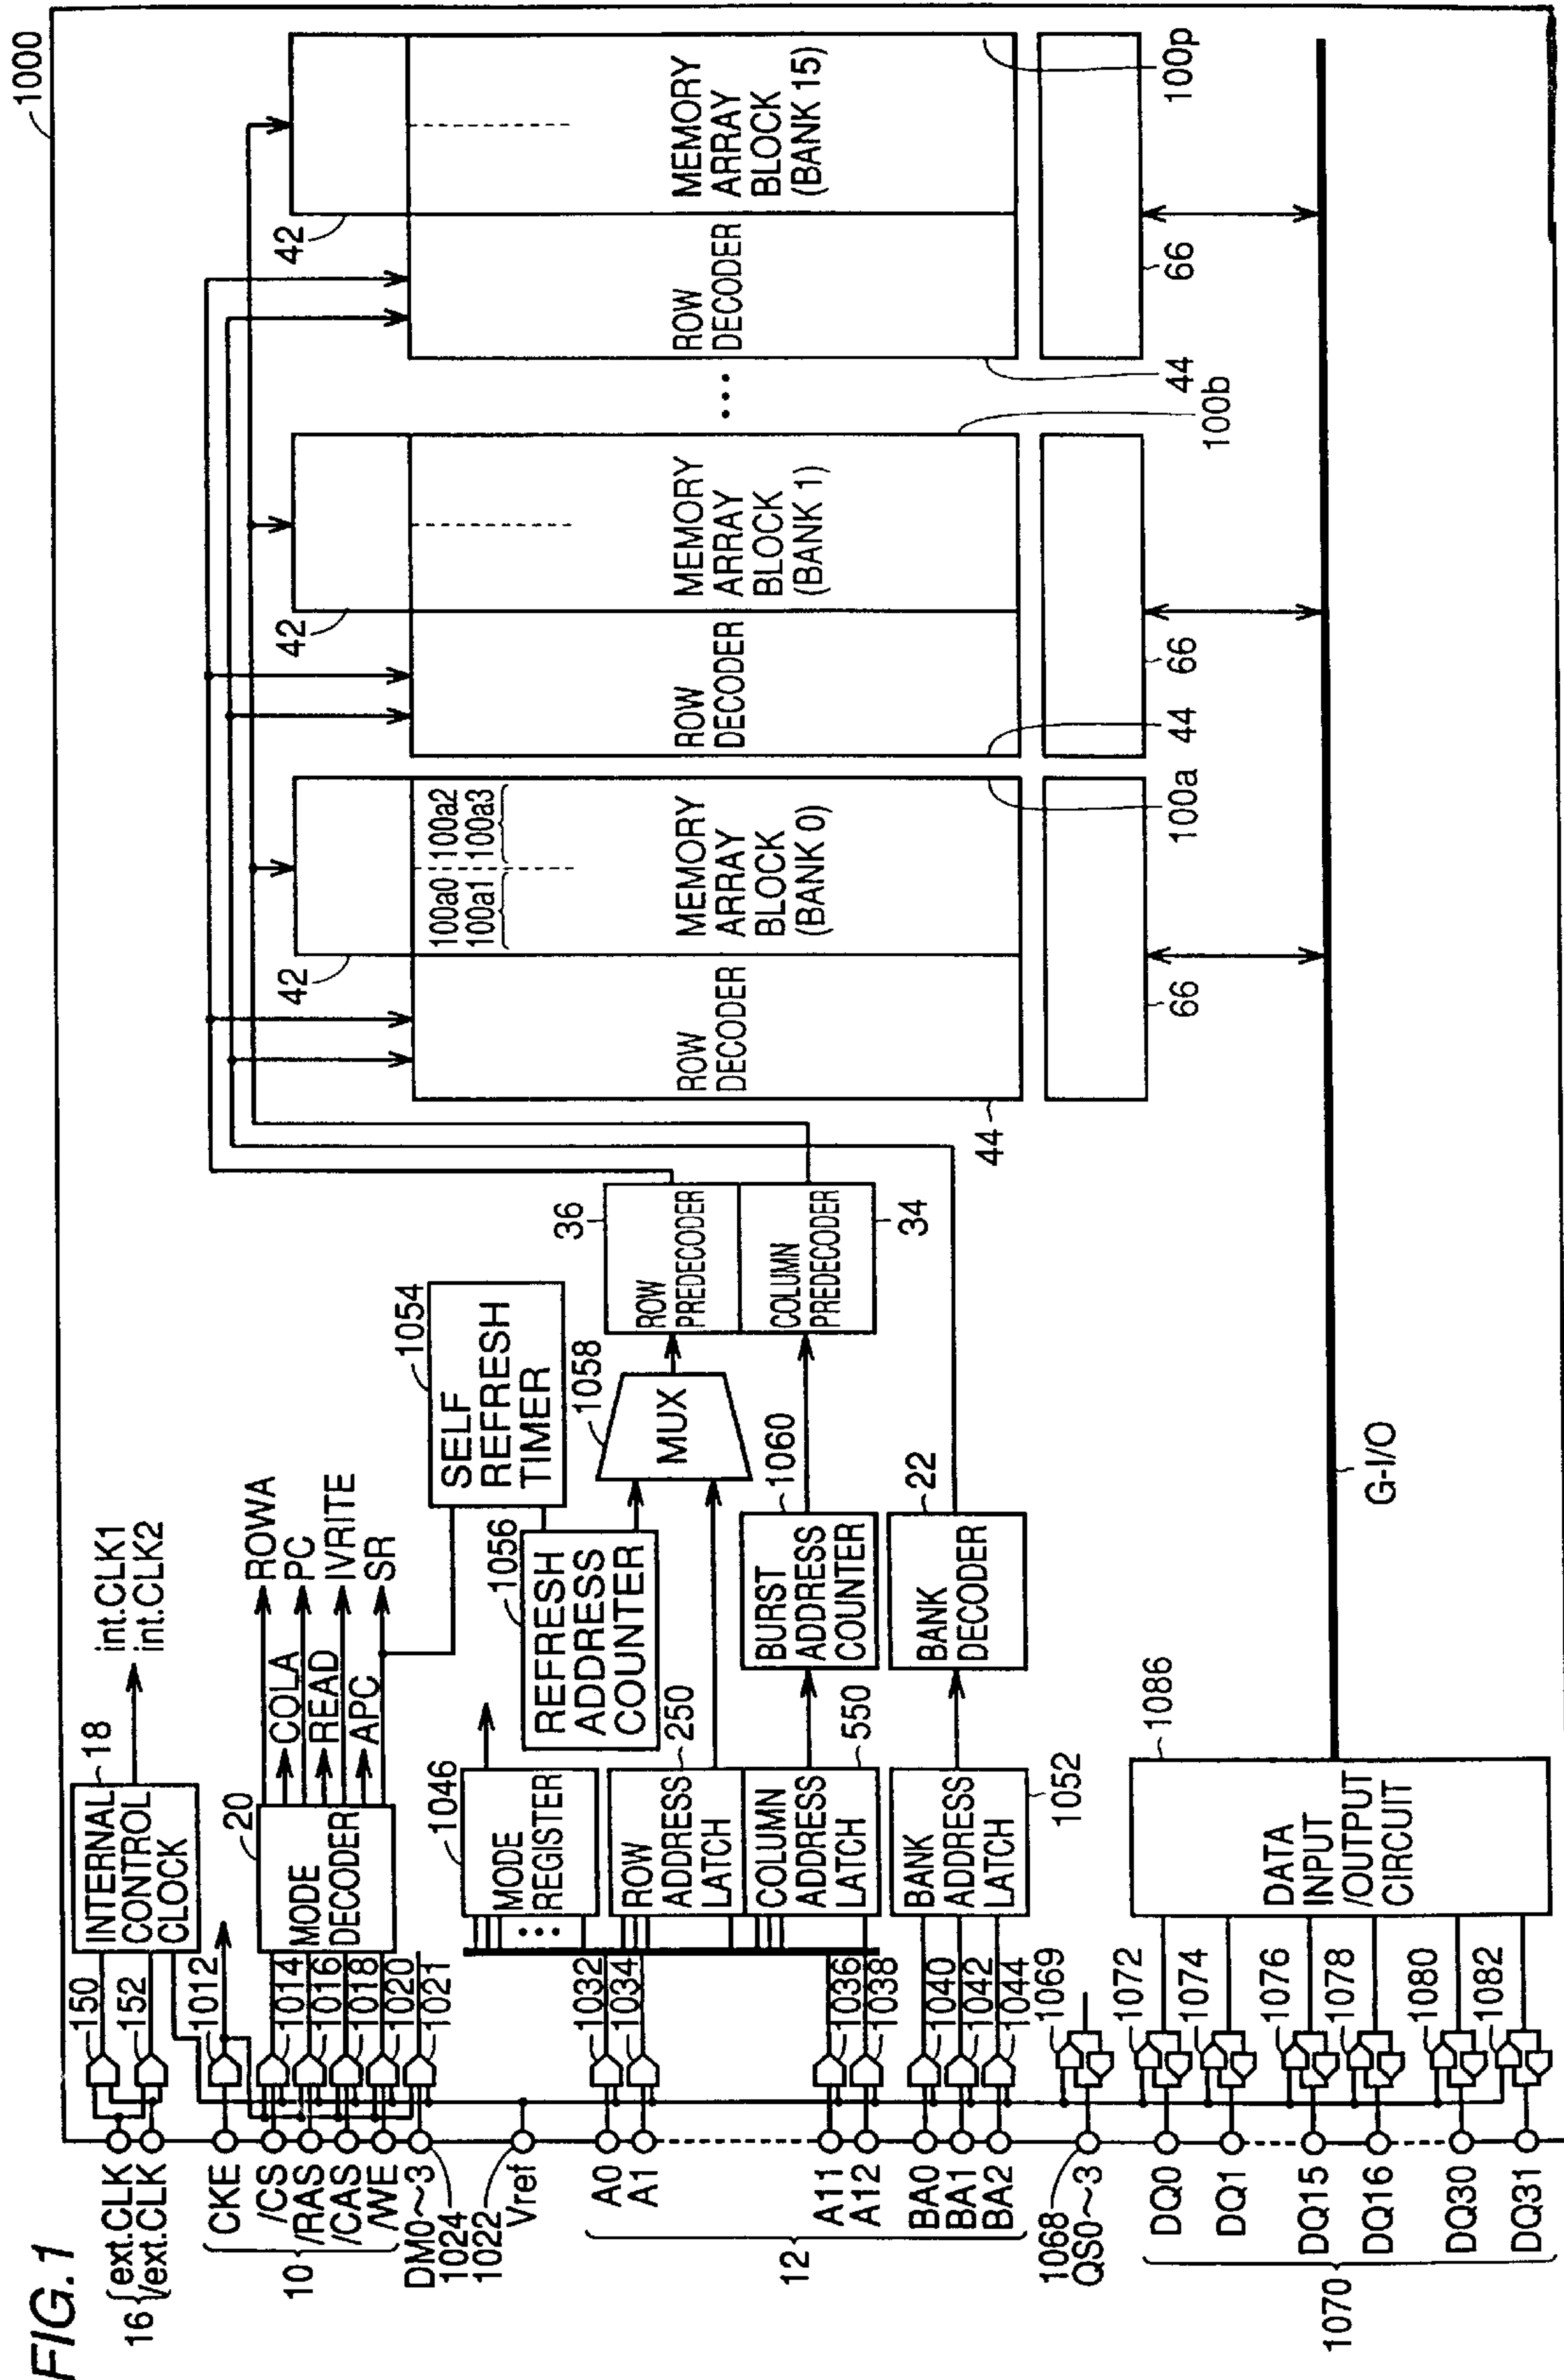 FIG.1
1000
16
ext.CLK
/ext.CLK
150
152
18
INTERNAL
CONTROL
CLOCK
int.CLK1
int.CLK2
10
CKE
/CS
/RAS
/CAS
/WE
1012
1014
1016
1018
1020
1021
20
MODE
DECODER
ROWA
COLA
PC
READ
IVRITE
APC
SR
DM0~3
1024
1022
Vref
1046
MODE
REGISTER
1054
SELF
REFRESH
TIMER
1056
REFRESH
ADDRESS
COUNTER
12
A0
A1
A11
A12
BA0
BA1
BA2
1032
1034
1036
1038
1040
1042
1044
250
ROW
ADDRESS
LATCH
550
COLUMN
ADDRESS
LATCH
BANK
ADDRESS
LATCH
1052
1058
MUX
1060
BURST
ADDRESS
COUNTER
22
BANK
DECODER
36
ROW
PREDECODER
COLUMN
PREDECODER
34
42
44
ROW
DECODER
100a0
100a1
100a2
100a3
MEMORY
ARRAY
BLOCK
(BANK 0)
100a
66
42
44
ROW
DECODER
MEMORY
ARRAY
BLOCK
(BANK 1)
100b
66
42
44
ROW
DECODER
MEMORY
ARRAY
BLOCK
(BANK 15)
100p
66
1068
QS0~3
1069
1070
DQ0
DQ1
DQ15
DQ16
DQ30
DQ31
1072
1074
1076
1078
1080
1082
1086
DATA
INPUT
/OUTPUT
CIRCUIT
G-I/O